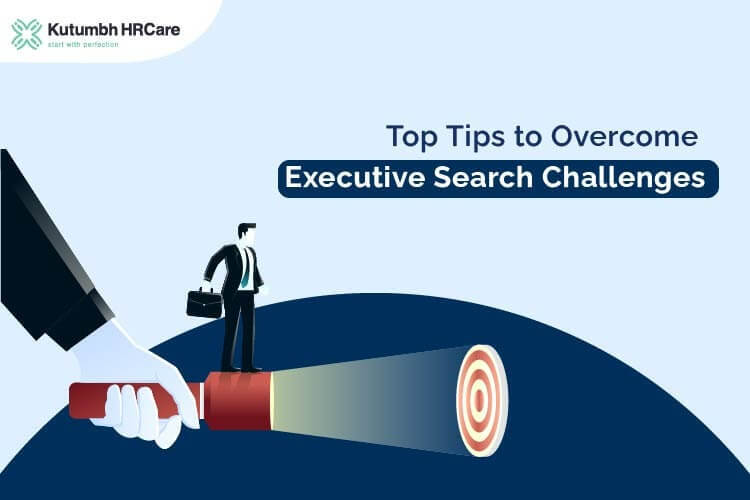 Kutumbh HRCare
start with perfection
Top Tips to Overcome
Executive Search Challenges